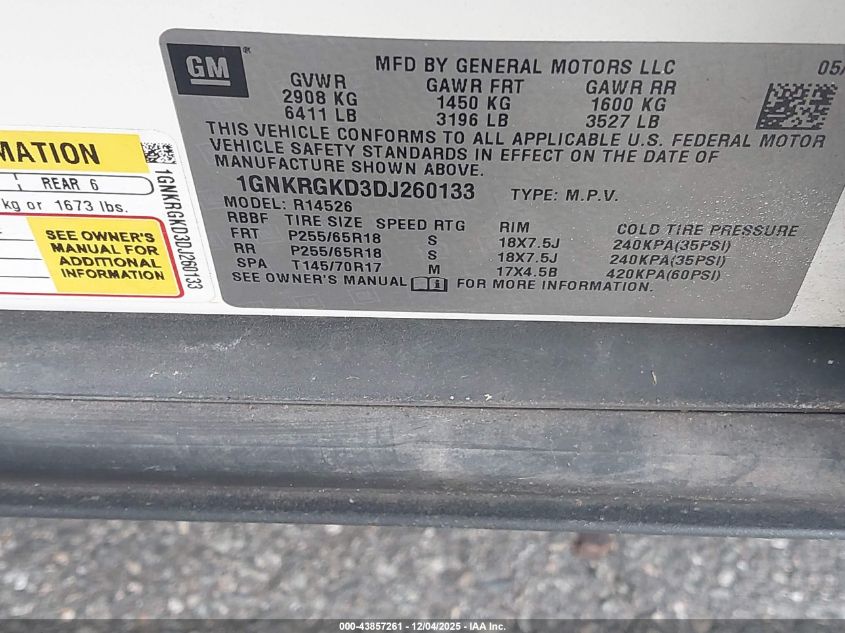 GM
MFD BY GENERAL MOTORS LLC 05/
GVWR GAWR FRT GAWR RR
2908 KG 1450 KG 1600 KG
6411 LB 3196 LB 3527 LB
THIS VEHICLE CONFORMS TO ALL APPLICABLE U.S. FEDERAL MOTOR
VEHICLE SAFETY STANDARDS IN EFFECT ON THE DATE OF
MANUFACTURE SHOWN ABOVE.
1GNKRGKD3DJ260133 TYPE: M.P.V.
MODEL: R14526
RBBF TIRE SIZE SPEED RTG RIM COLD TIRE PRESSURE
FRT P255/65R18 S 18X7.5J 240KPA(35PSI)
RR P255/65R18 S 18X7.5J 240KPA(35PSI)
SPA T145/70R17 M 17X4.5B 420KPA(60PSI)
SEE OWNER'S MANUAL FOR MORE INFORMATION.
MATION
REAR 6
kg or 1673 lbs.
SEE OWNER'S
MANUAL FOR
ADDITIONAL
INFORMATION
1GNKRGKD3DJ260133
000-43857261 - 12/04/2025 - IAA Inc.